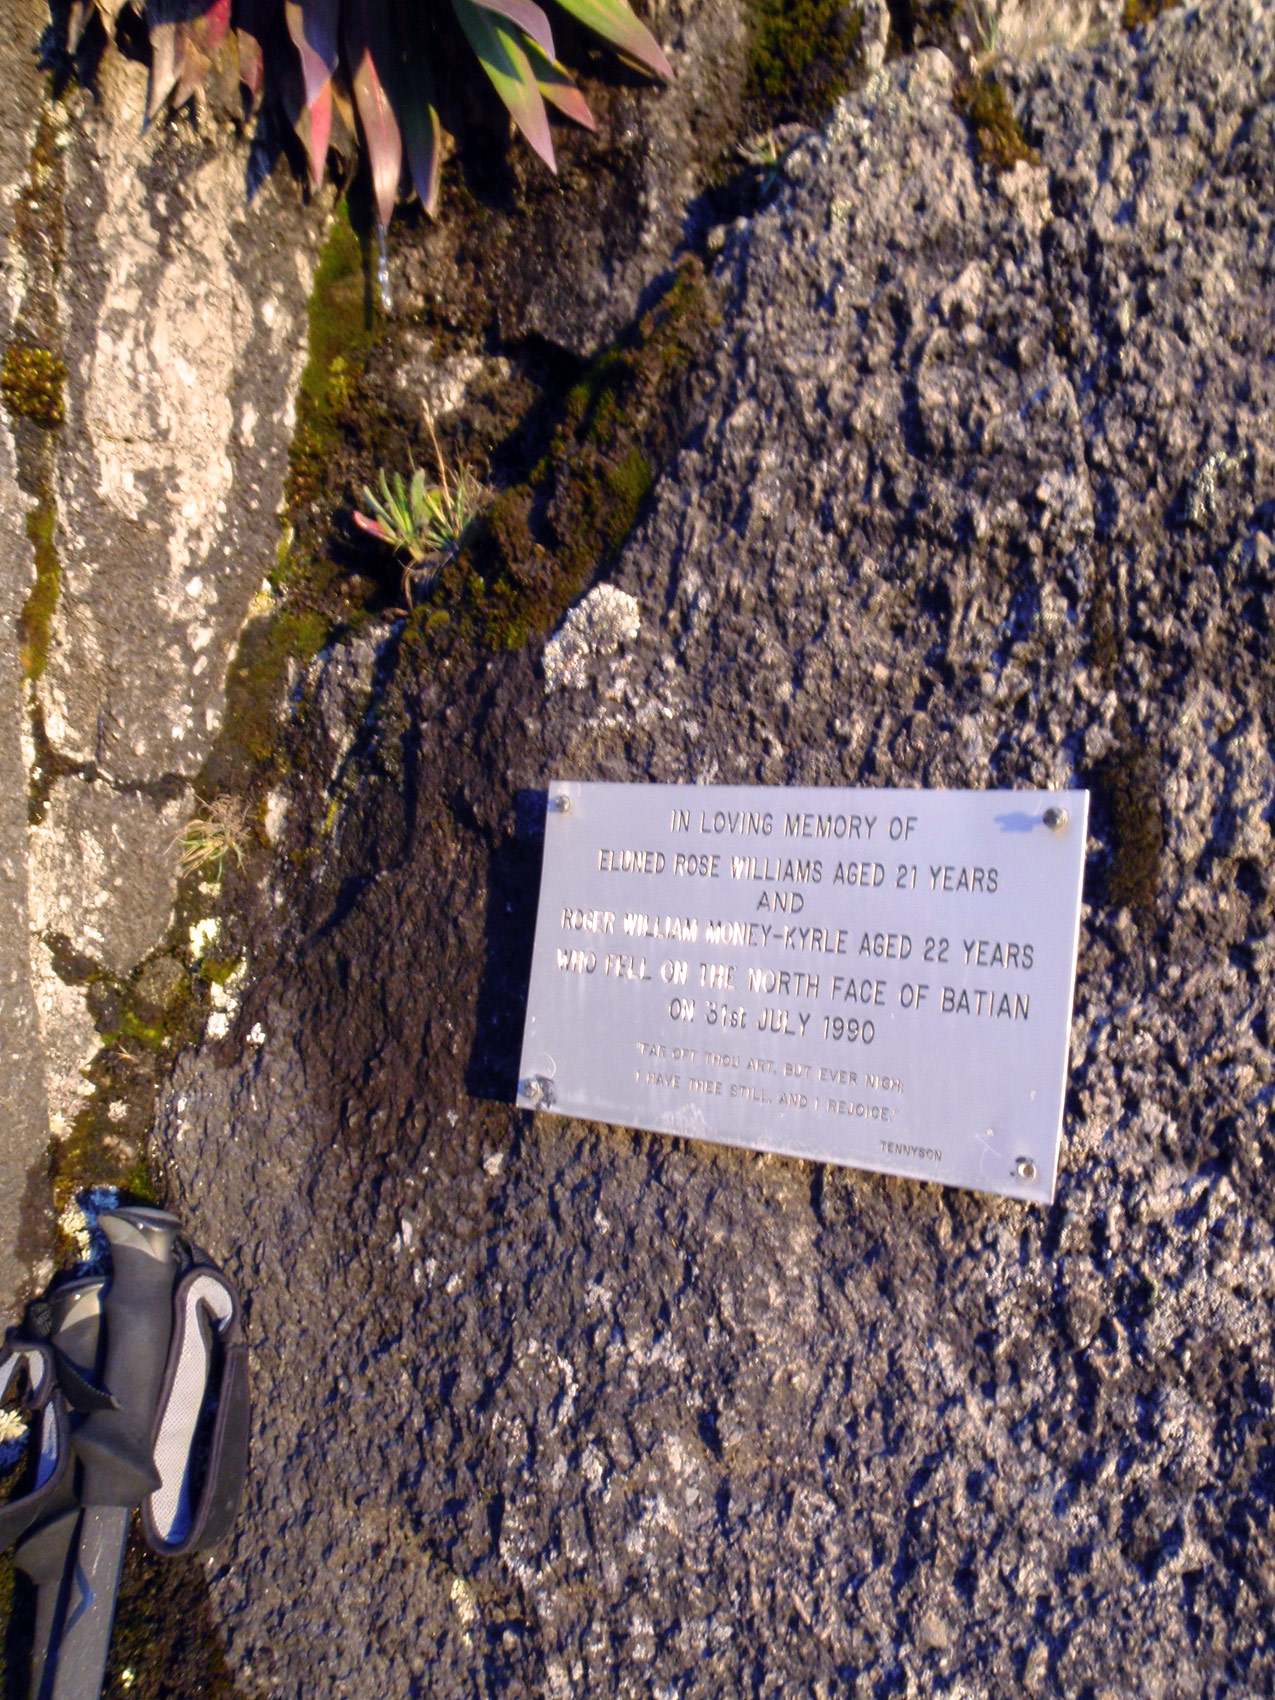 IN LOVING MEMORY OF
ELUNED ROSE WILLIAMS AGED 21 YEARS
AND
ROGER WILLIAM MONEY-KYRLE AGED 22 YEARS
WHO FELL ON THE NORTH FACE OF BATIAN
ON 31st JULY 1990
"FAR OFF THOU ART, BUT EVER NIGH;
I HAVE THEE STILL, AND I REJOICE."
TENNYSON